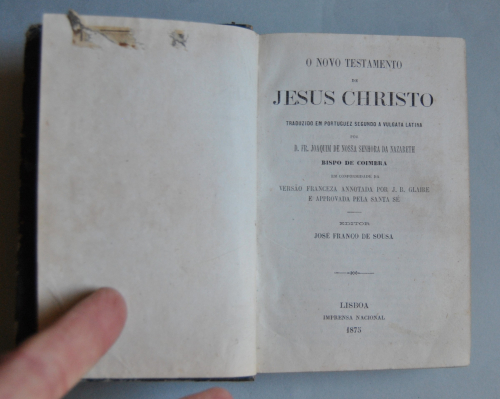 O NOVO TESTAMENTO
DE
JESUS CHRISTO
TRADUZIDO EM PORTUGUEZ SEGUNDO A VULGATA LATINA
POR
D. FR. JOAQUIM DE NOSSA SENHORA DA NAZARETH
BISPO DE COIMBRA
EM CONFORMIDADE DA
VERSÃO FRANCEZA ANNOTADA POR J. B. GLAIRE
E APPROVADA PELA SANTA SÉ
EDITOR
JOSÉ FRANCO DE SOUSA
LISBOA
IMPRENSA NACIONAL
1875